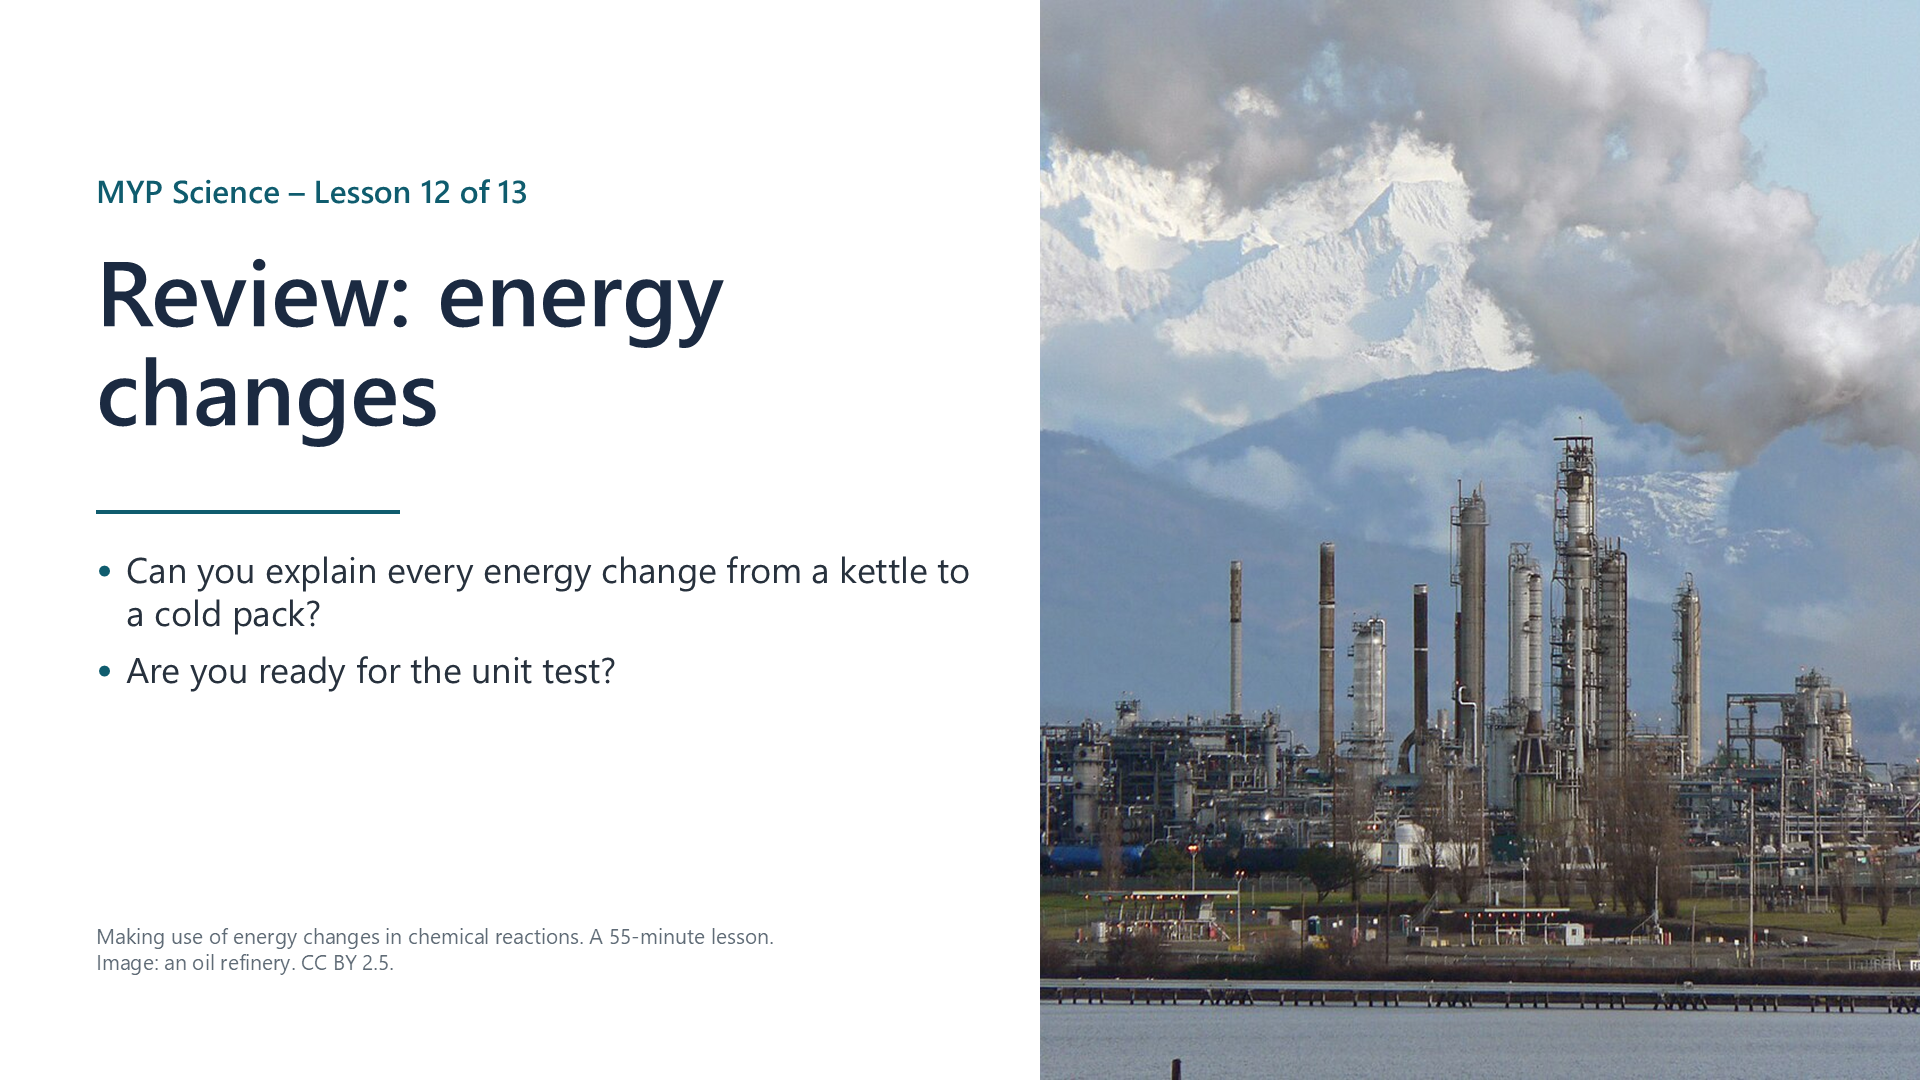 MYP Science – Lesson 12 of 13
Review: energy
changes
• Can you explain every energy change from a kettle to
a cold pack?
• Are you ready for the unit test?
Making use of energy changes in chemical reactions. A 55-minute lesson.
Image: an oil refinery. CC BY 2.5.